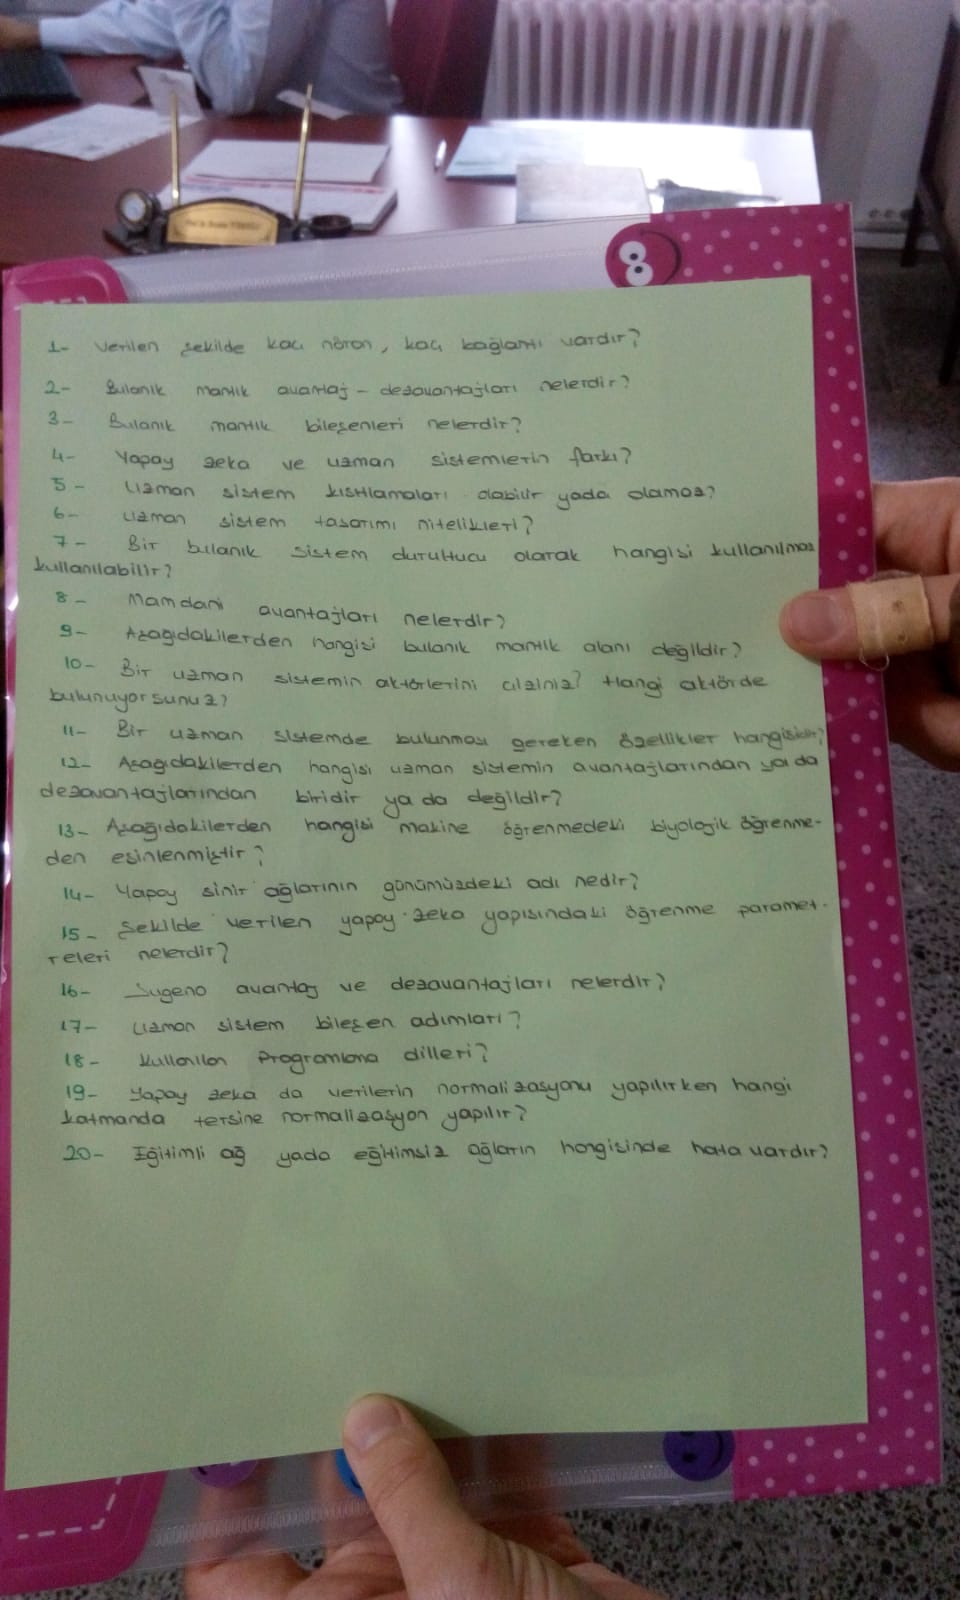 1- Verilen şekilde kaç nöron, kaç bağlantı vardır?
2- Bulanık mantık avantaj - dezavantajları nelerdir?
3- Bulanık mantık bileşenleri nelerdir?
4- Yapay zeka ve uzman sistemlerin farkı?
5- Uzman sistem kısıtlamaları olabilir yada olamaz?
6- uzman sistem tasarımı nitelikleri?
7- Bir bulanık sistem durultucu olarak hangisi kullanılmaz
kullanılabilir?
8- Mamdani avantajları nelerdir?
9- Aşağıdakilerden hangisi bulanık mantık alanı değildir?
10- Bir uzman sistemin aktörlerini çiziniz? Hangi aktörde
bulunuyorsunuz?
11- Bir uzman sistemde bulunması gereken özellikler hangisidir?
12- Aşağıdakilerden hangisi uzman sistemin avantajlarından ya da
dezavantajlarından biridir ya da değildir?
13- Aşağıdakilerden hangisi makine öğrenmedeki biyolojik öğrenme-
den esinlenmiştir?
14- Yapay sinir ağlarının günümüzdeki adı nedir?
15- Şekilde verilen yapay zeka yapısındaki öğrenme paramet-
releri nelerdir?
16- Sugeno avantaj ve dezavantajları nelerdir?
17- Uzman sistem bileşen adımları?
18- Kullanılan Programlama dilleri?
19- Yapay zeka da verilerin normalizasyonu yapılırken hangi
katmanda tersine normalizasyon yapılır?
20- Eğitimli ağ yada eğitimsiz ağların hangisinde hata vardır?